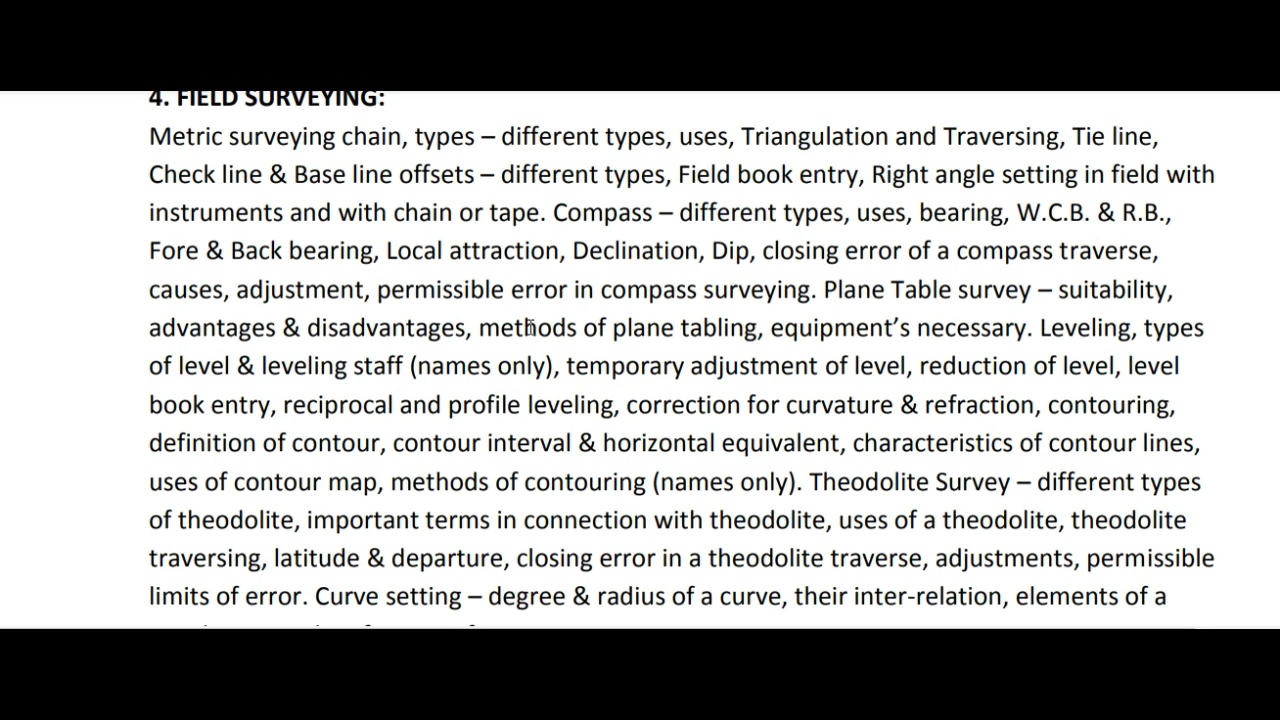 4. FIELD SURVEYING:
Metric surveying chain, types – different types, uses, Triangulation and Traversing, Tie line,
Check line & Base line offsets – different types, Field book entry, Right angle setting in field with
instruments and with chain or tape. Compass – different types, uses, bearing, W.C.B. & R.B.,
Fore & Back bearing, Local attraction, Declination, Dip, closing error of a compass traverse,
causes, adjustment, permissible error in compass surveying. Plane Table survey – suitability,
advantages & disadvantages, methods of plane tabling, equipment’s necessary. Leveling, types
of level & leveling staff (names only), temporary adjustment of level, reduction of level, level
book entry, reciprocal and profile leveling, correction for curvature & refraction, contouring,
definition of contour, contour interval & horizontal equivalent, characteristics of contour lines,
uses of contour map, methods of contouring (names only). Theodolite Survey – different types
of theodolite, important terms in connection with theodolite, uses of a theodolite, theodolite
traversing, latitude & departure, closing error in a theodolite traverse, adjustments, permissible
limits of error. Curve setting – degree & radius of a curve, their inter-relation, elements of a